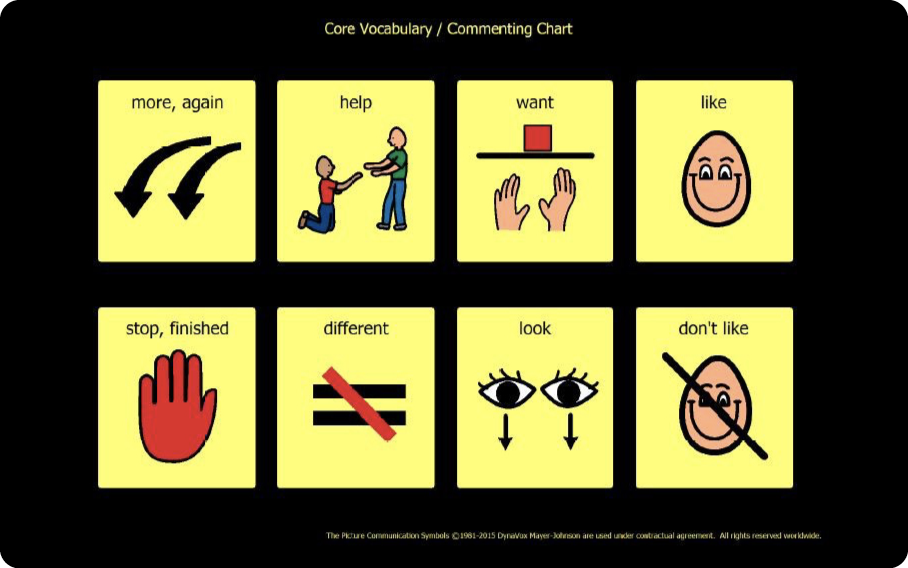 Core Vocabulary / Commenting Chart
more, again
help
want
like
stop, finished
different
look
don't like
The Picture Communication Symbols ©1981-2015 DynaVox Mayer-Johnson are used under contractual agreement. All rights reserved worldwide.